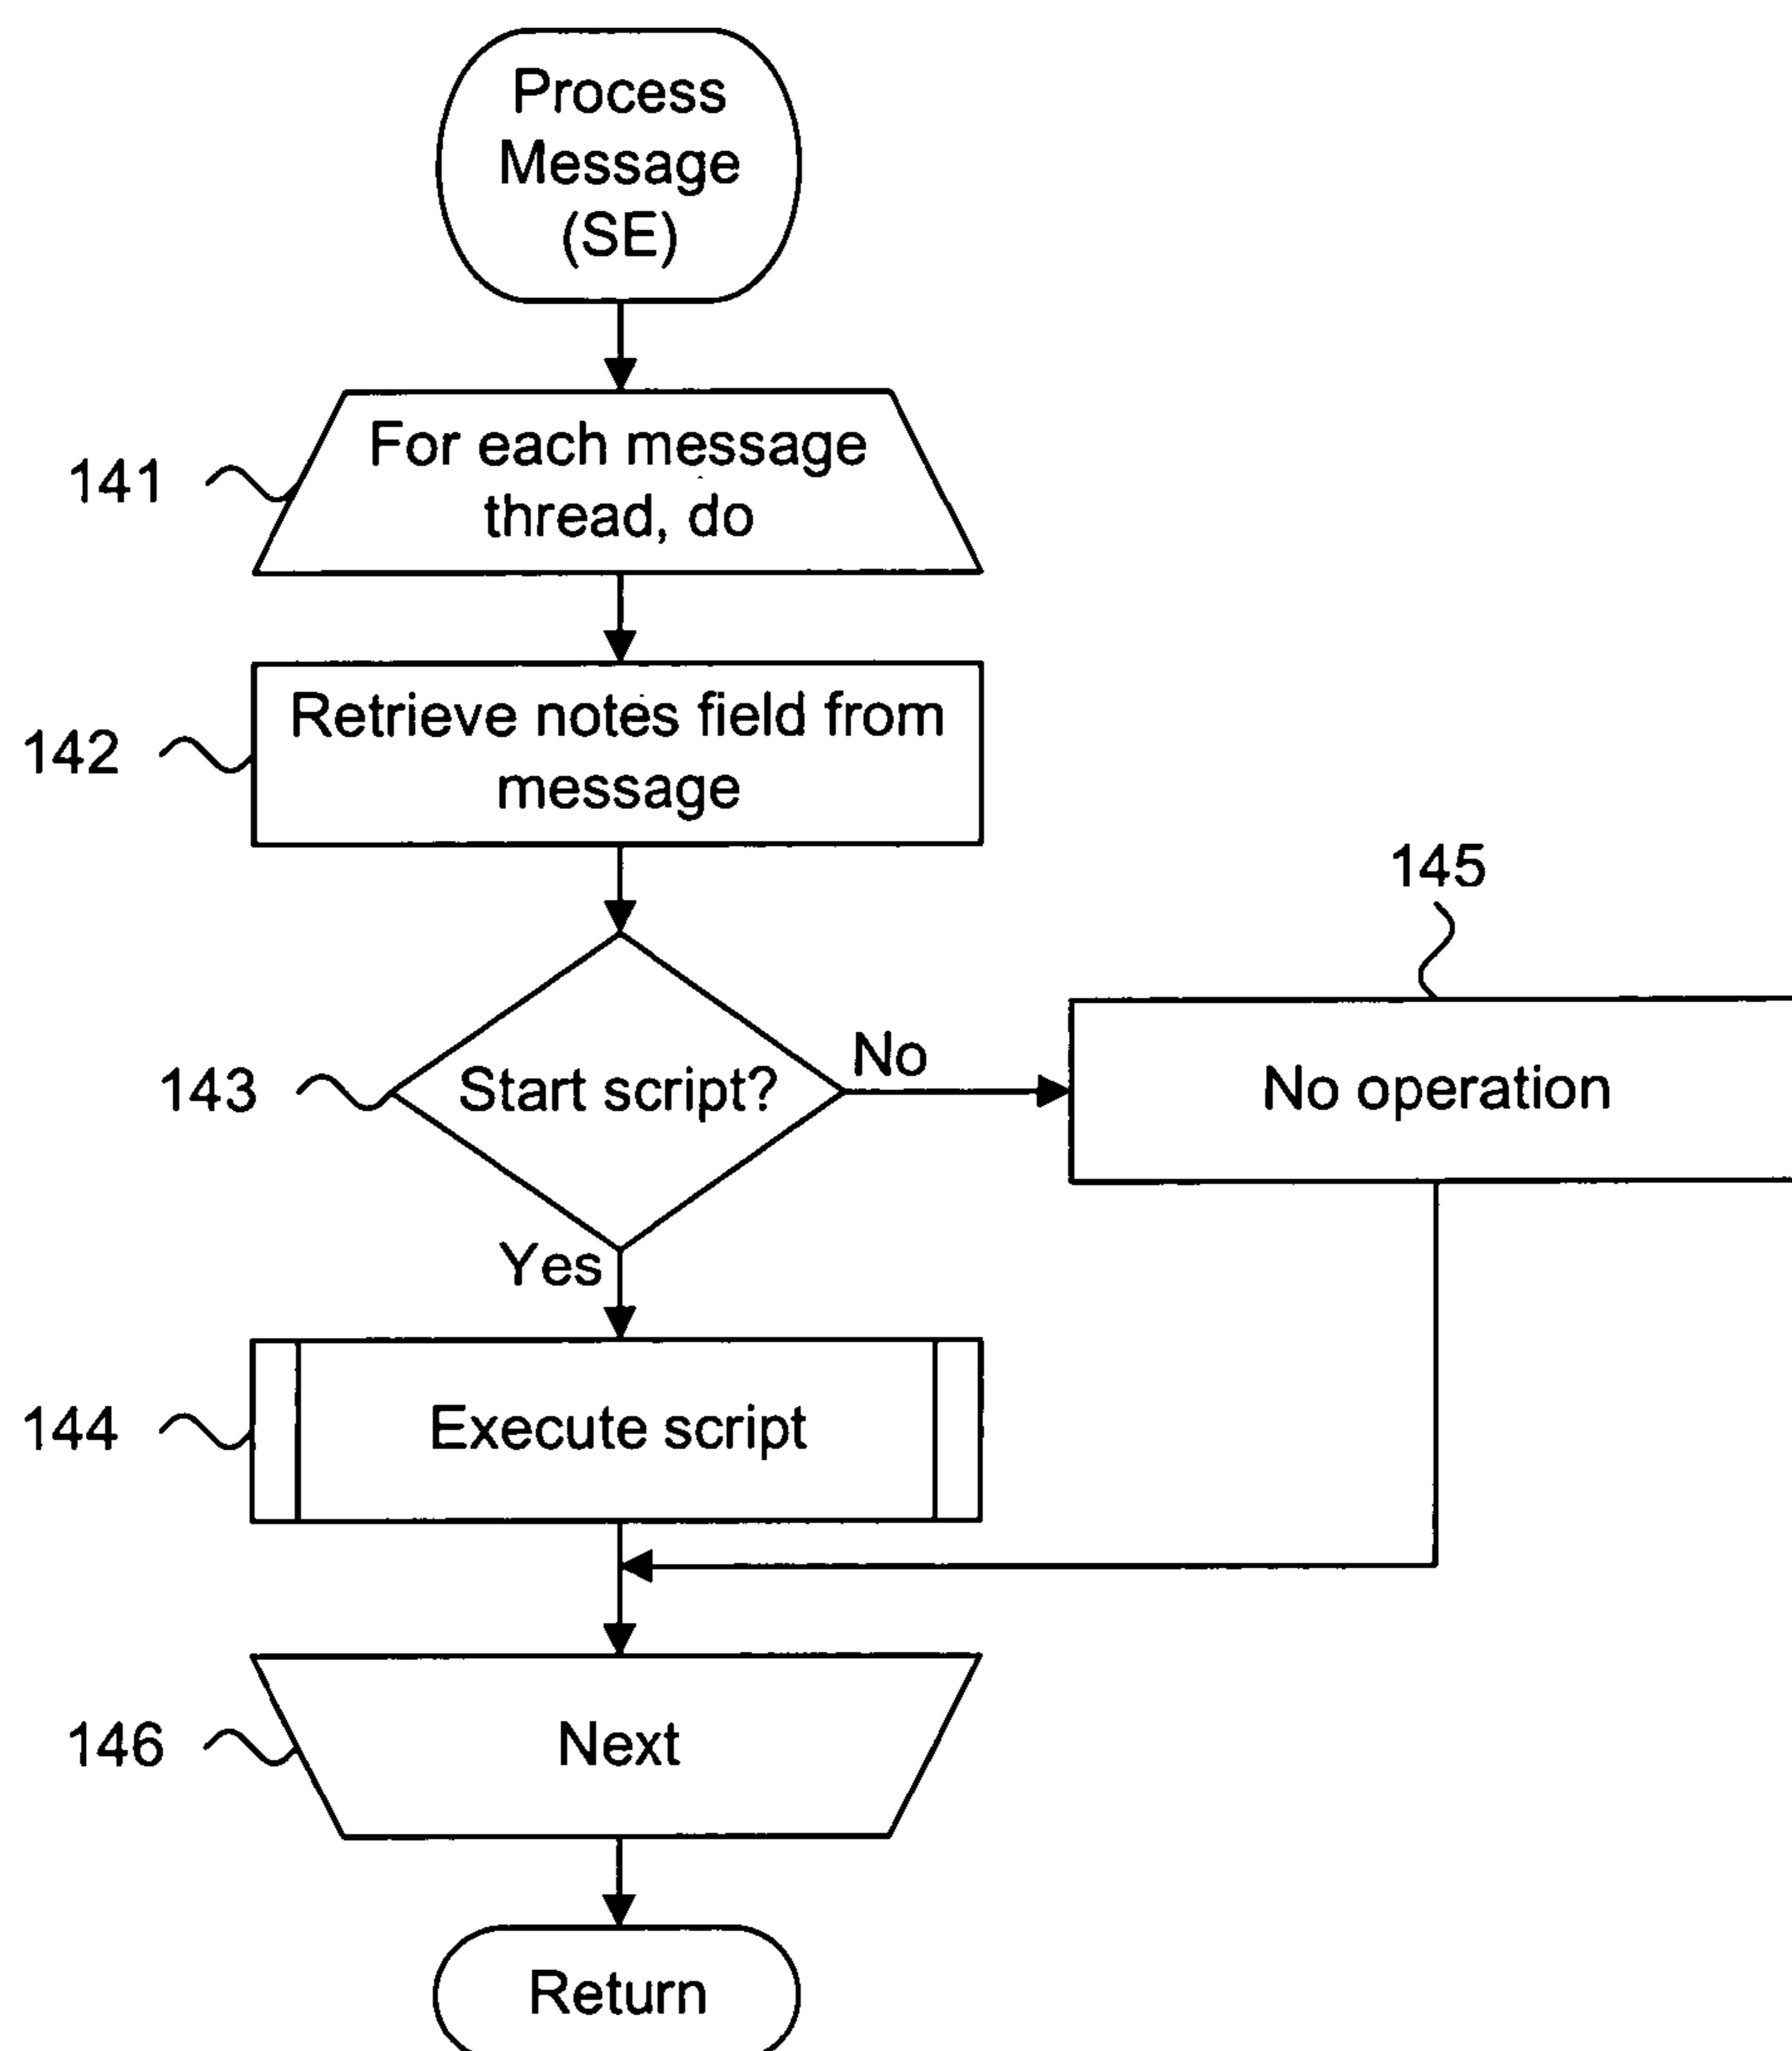 Process
Message
(SE)
For each message
thread, do
141
Retrieve notes field from
message
142
145
Start script?
143
No
No operation
Yes
Execute script
144
Next
146
Return